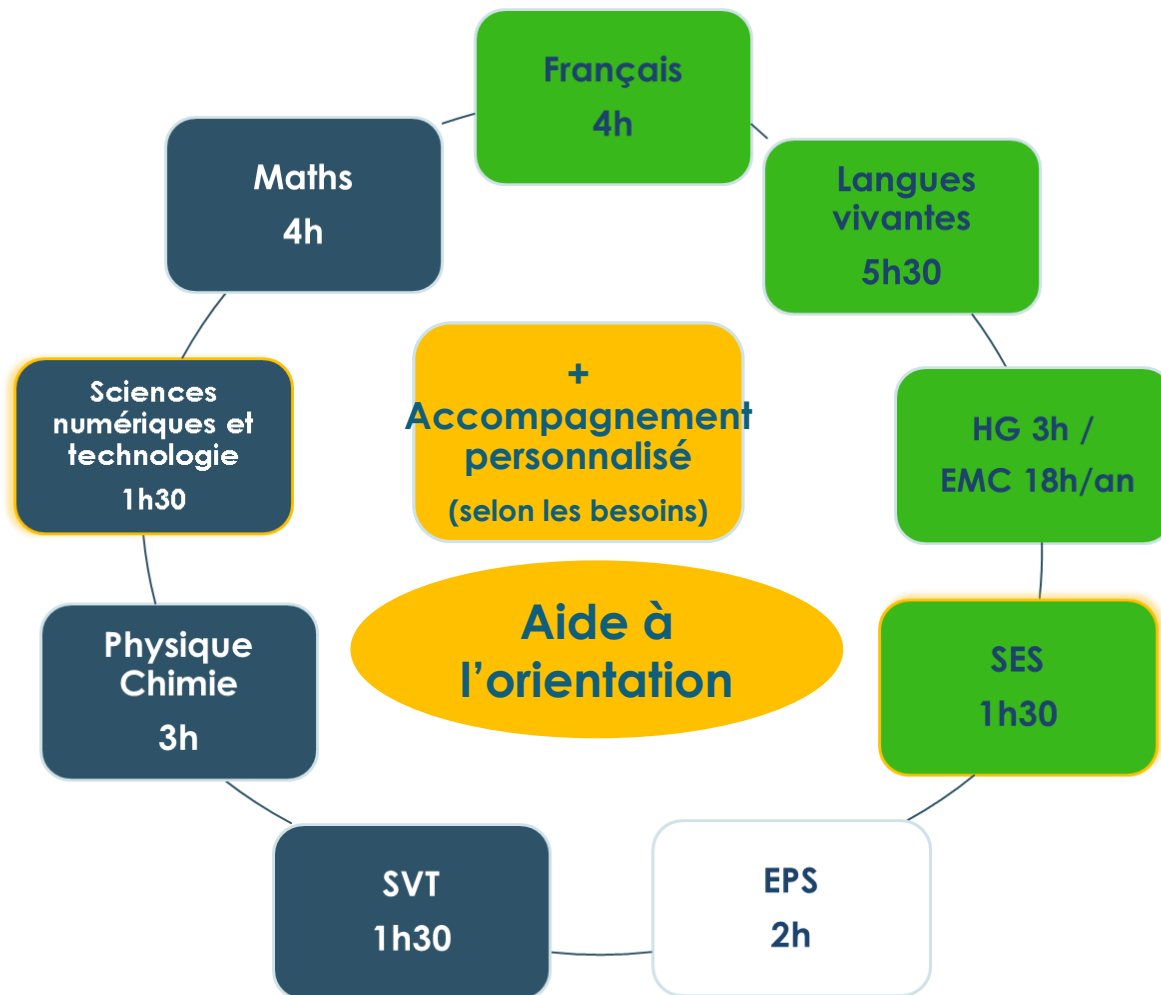 Français
4h
Langues
vivantes
5h30
HG 3h /
EMC 18h/an
SES
1h30
EPS
2h
SVT
1h30
Physique
Chimie
3h
Sciences
numériques et
technologie
1h30
Maths
4h
+
Accompagnement
personnalisé
(selon les besoins)
Aide à
l’orientation